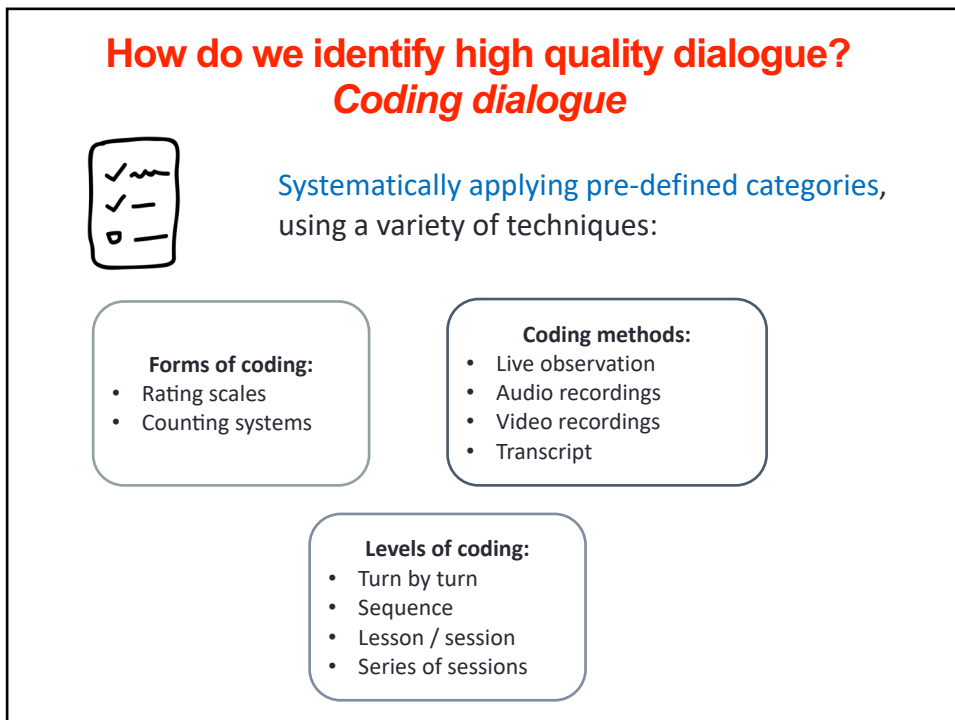 How do we identify high quality dialogue?
Coding dialogue
Systematically applying pre-defined categories,
using a variety of techniques:
Forms of coding:
• Rating scales
• Counting systems
Coding methods:
• Live observation
• Audio recordings
• Video recordings
• Transcript
Levels of coding:
• Turn by turn
• Sequence
• Lesson / session
• Series of sessions